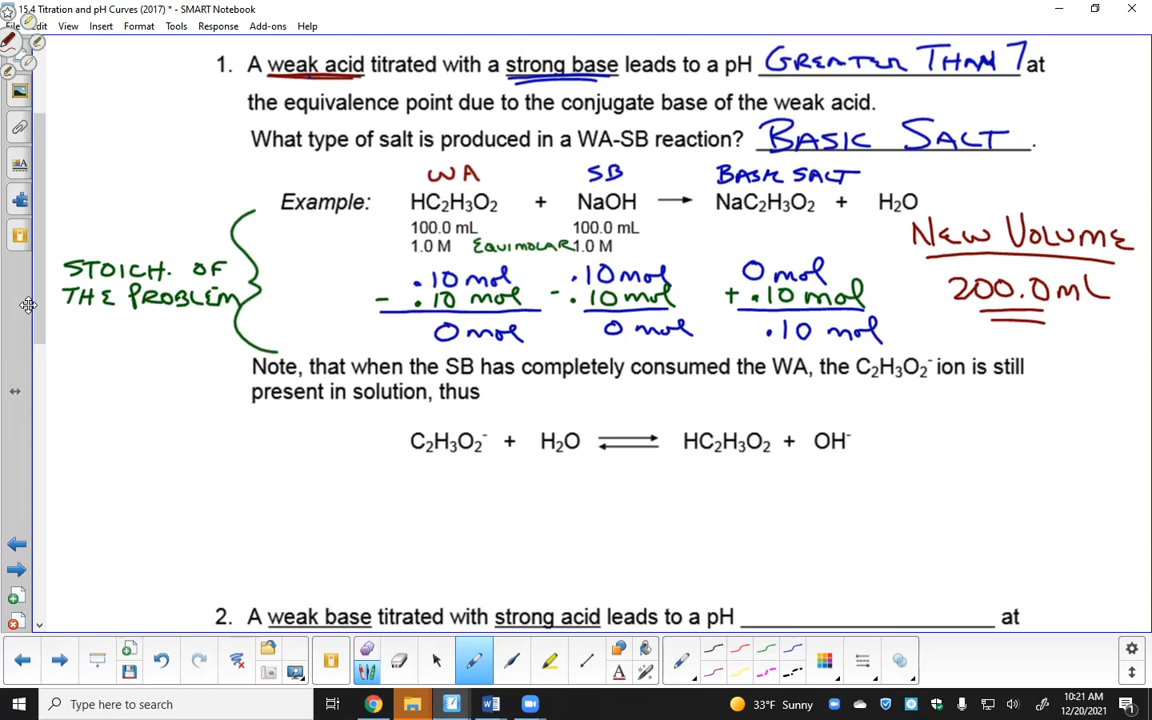 15.4 Titration and pH Curves (2017) * - SMART Notebook
File Edit View Insert Format Tools Response Add-ons Help
1. A weak acid titrated with a strong base leads to a pH GREATER THAN 7 at
the equivalence point due to the conjugate base of the weak acid.
What type of salt is produced in a WA-SB reaction? BASIC SALT.
WA SB BASIC SALT
Example: HC2H3O2 + NaOH → NaC2H3O2 + H2O
100.0 mL 100.0 mL
1.0 M EQUIMOLAR 1.0 M
NEW VOLUME
200.0 mL
STOICH. OF
THE PROBLEM
.10 mol .10 mol 0 mol
- .10 mol - .10 mol + .10 mol
0 mol 0 mol .10 mol
Note, that when the SB has completely consumed the WA, the C2H3O2- ion is still
present in solution, thus
C2H3O2- + H2O ⇌ HC2H3O2 + OH-
2. A weak base titrated with strong acid leads to a pH ____________ at
Type here to search
33°F Sunny
10:21 AM
12/20/2021
1